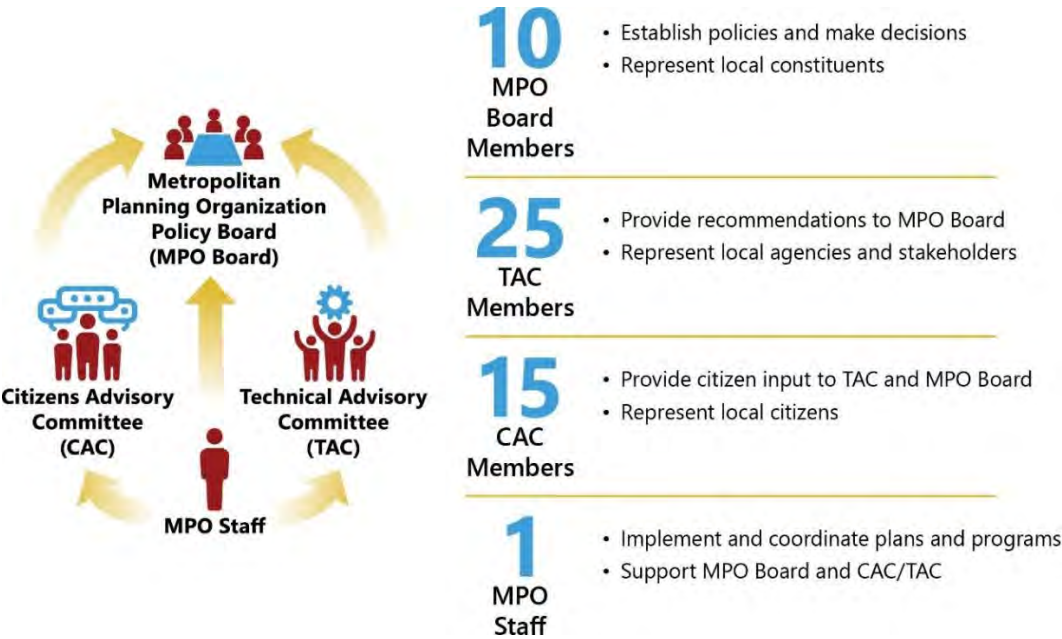 Metropolitan
Planning Organization
Policy Board
(MPO Board)
Citizens Advisory
Committee
(CAC)
Technical Advisory
Committee
(TAC)
MPO Staff
10
MPO
Board
Members
• Establish policies and make decisions
• Represent local constituents
25
TAC
Members
• Provide recommendations to MPO Board
• Represent local agencies and stakeholders
15
CAC
Members
• Provide citizen input to TAC and MPO Board
• Represent local citizens
1
MPO
Staff
• Implement and coordinate plans and programs
• Support MPO Board and CAC/TAC